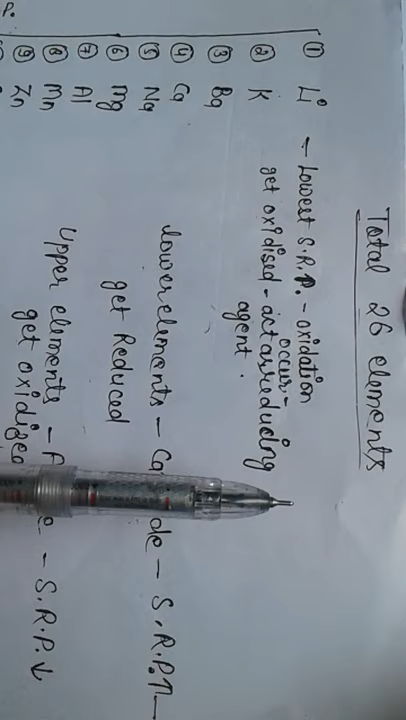 Total 26 elements
① Li - Lowest S.R.P. - oxidation
occur -
② K get oxidised - act as reducing
agent.
③ Ba
④ Ca
⑤ Na lower elements - Ca de - S.R.P.↑
⑥ Mg get Reduced
⑦ Al
⑧ Mn Upper elements - A e - S.R.P.↓
⑨ Zn get oxidised
P.